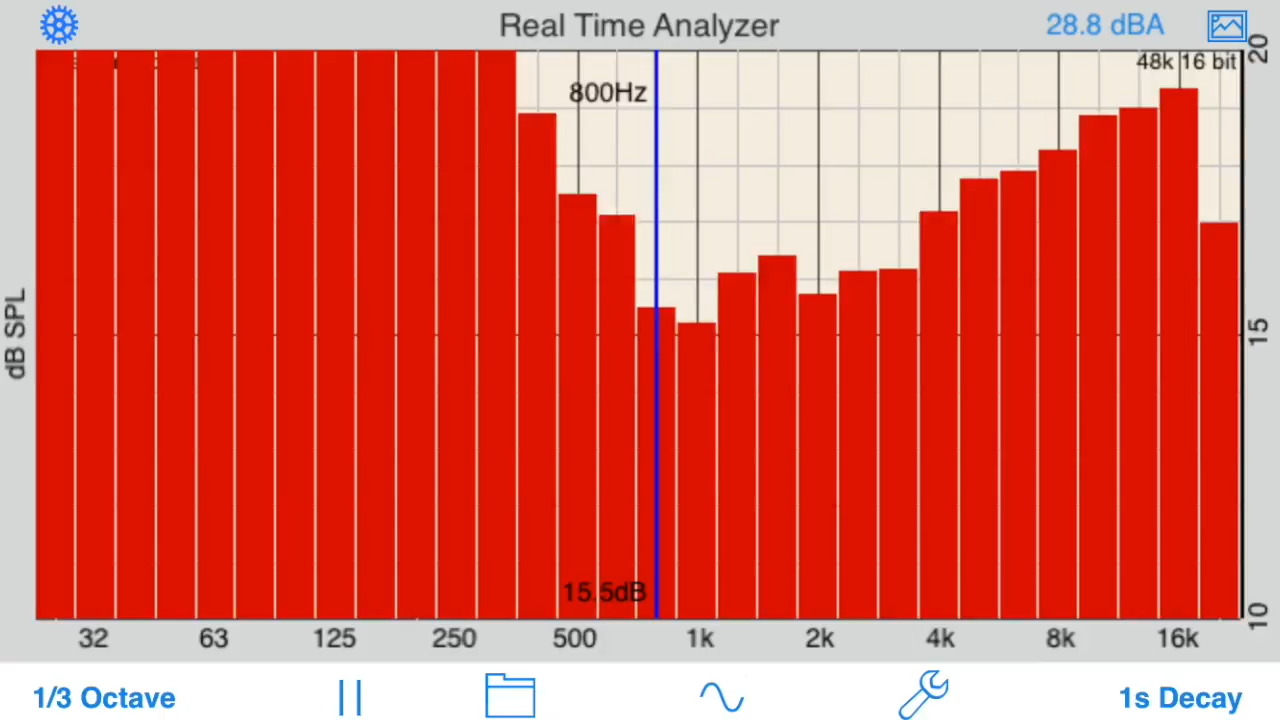 Real Time Analyzer
28.8 dBA
48k 16 bit
800Hz
20
15
10
dB SPL
15.5dB
32 63 125 250 500 1k 2k 4k 8k 16k
1/3 Octave
1s Decay